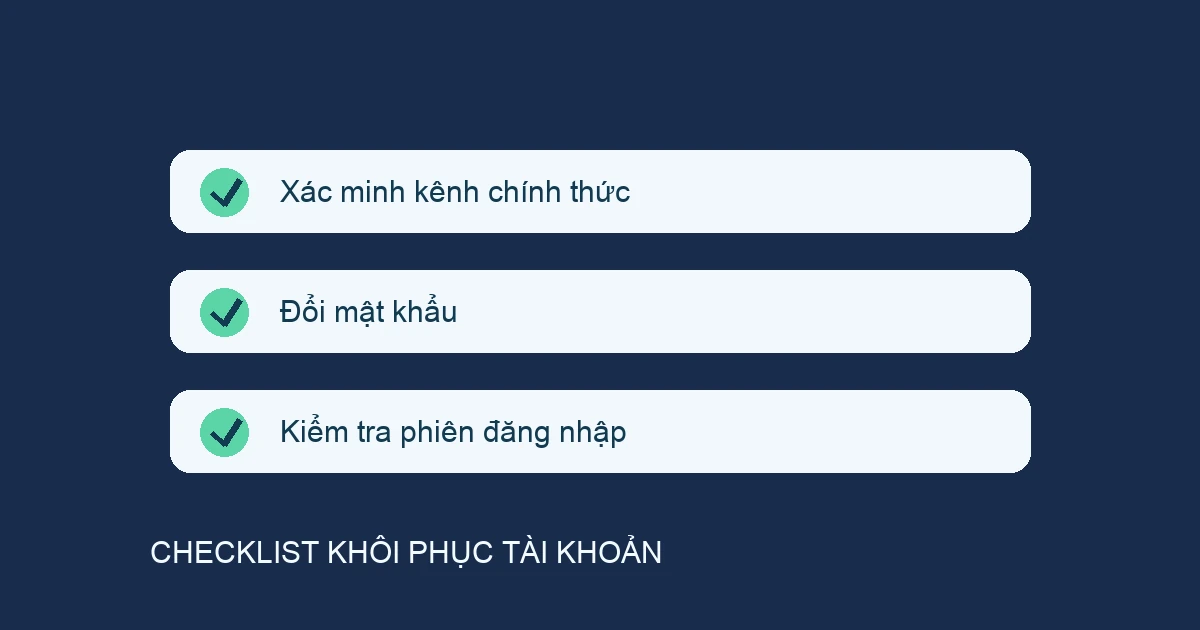 Xác minh kênh chính thức
Đổi mật khẩu
Kiểm tra phiên đăng nhập
CHECKLIST KHÔI PHỤC TÀI KHOẢN